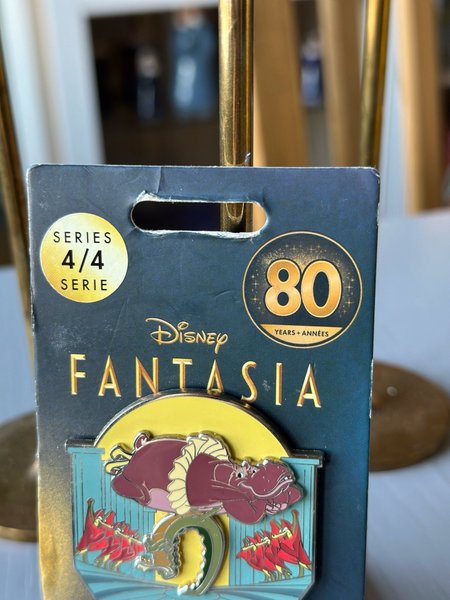 SERIES
4/4
SERIE
80
YEARS • ANNÉES
Disney
FANTASIA